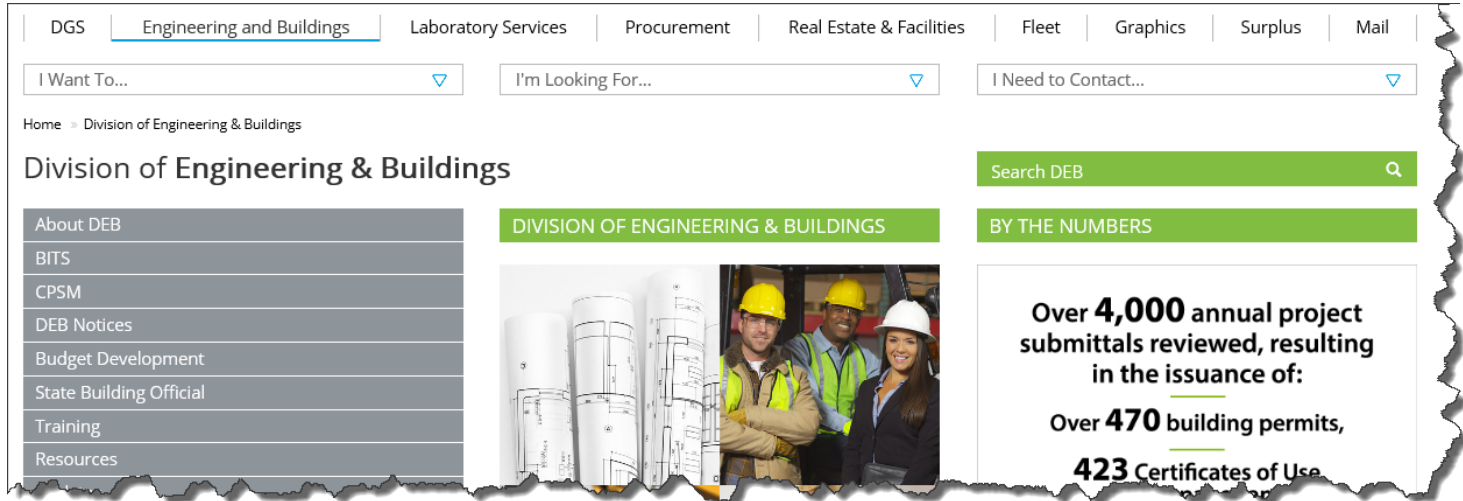 DGS Engineering and Buildings Laboratory Services Procurement Real Estate & Facilities Fleet Graphics Surplus Mail
I Want To... I'm Looking For... I Need to Contact...
Home » Division of Engineering & Buildings
Division of Engineering & Buildings
Search DEB
About DEB
BITS
CPSM
DEB Notices
Budget Development
State Building Official
Training
Resources
DIVISION OF ENGINEERING & BUILDINGS
BY THE NUMBERS
Over 4,000 annual project
submittals reviewed, resulting
in the issuance of:
Over 470 building permits,
423 Certificates of Use